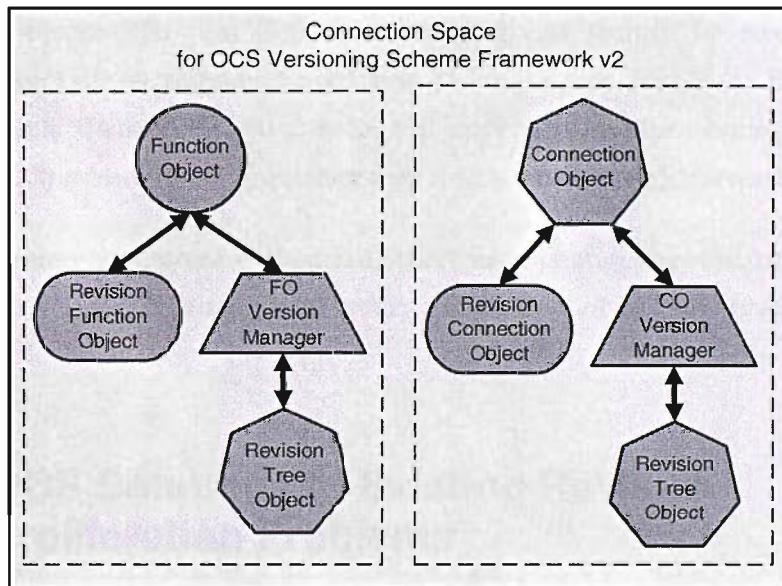 Connection Space
for OCS Versioning Scheme Framework v2
Function
Object
Revision
Function
Object
FO
Version
Manager
Revision
Tree
Object
Connection
Object
Revision
Connection
Object
CO
Version
Manager
Revision
Tree
Object